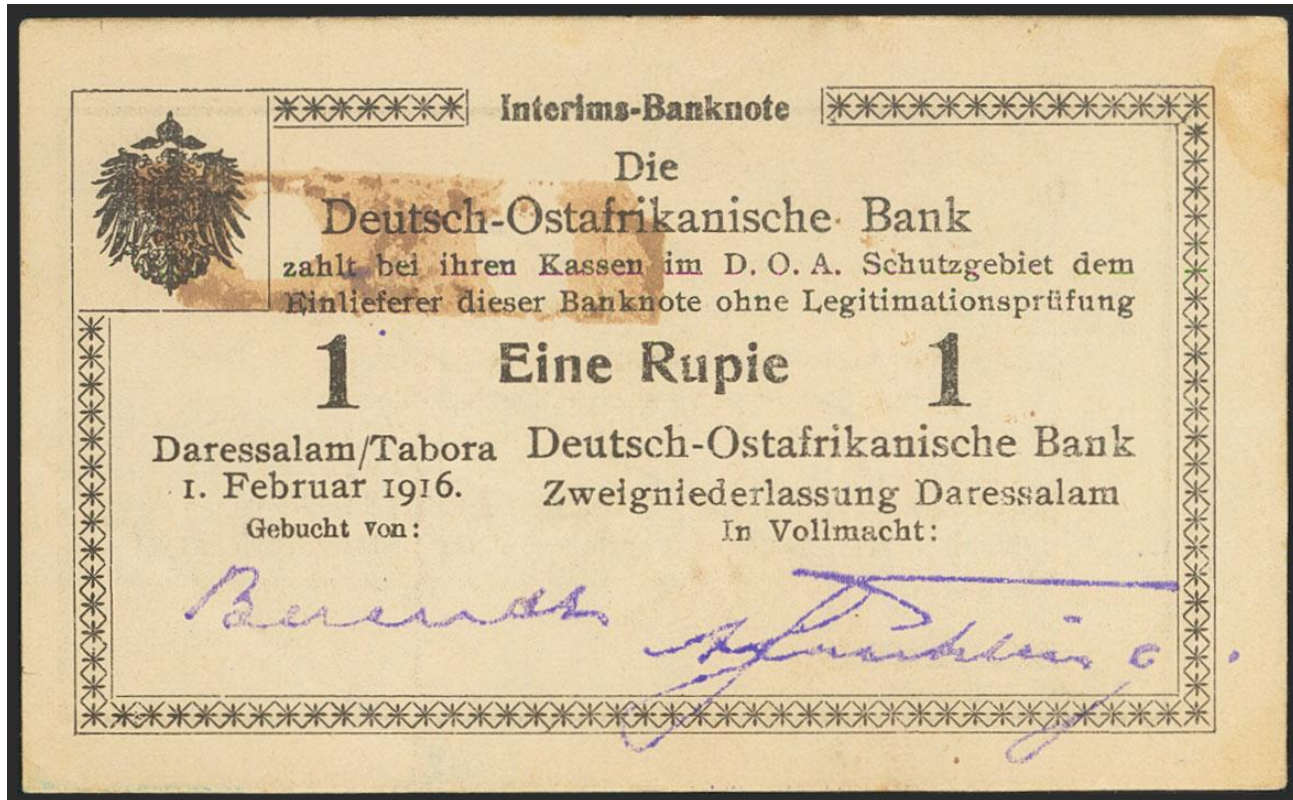 Interims-Banknote
Die
Deutsch-Ostafrikanische Bank
zahlt bei ihren Kassen im D. O. A. Schutzgebiet dem
Einlieferer dieser Banknote ohne Legitimationsprüfung
1 Eine Rupie 1
Daressalam/Tabora
1. Februar 1916.
Gebucht von:
Berendt
Deutsch-Ostafrikanische Bank
Zweigniederlassung Daressalam
In Vollmacht: